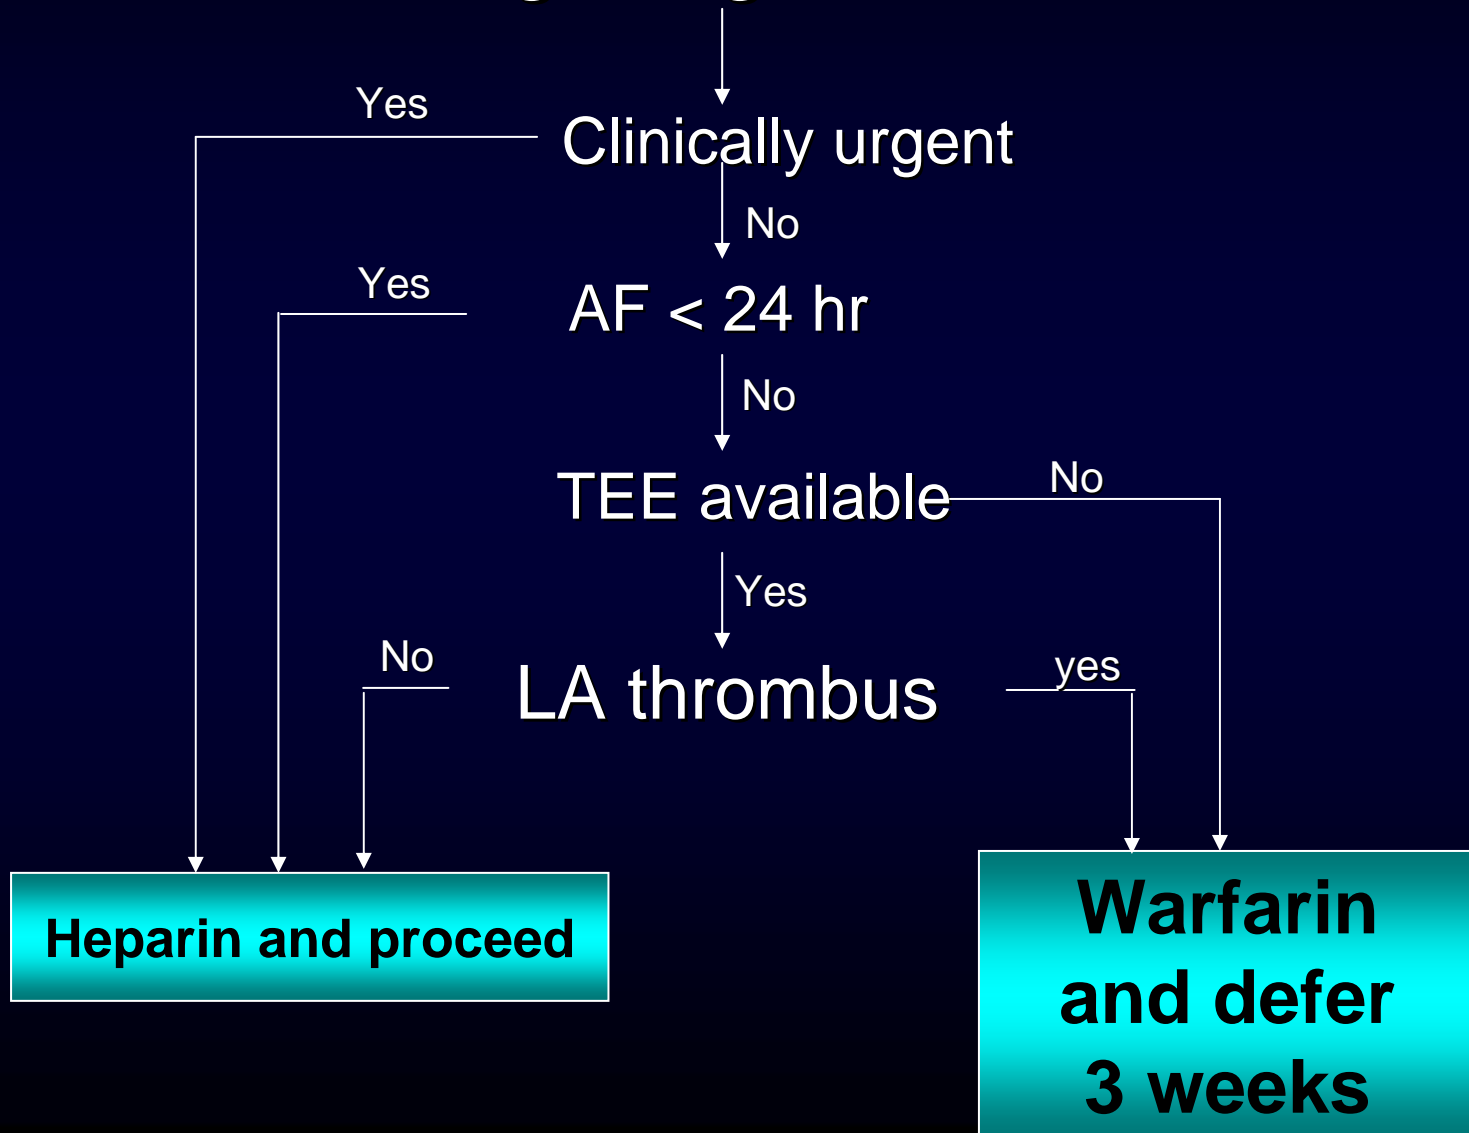 Yes
Clinically urgent
No
Yes
AF < 24 hr
No
TEE available
No
Yes
No
LA thrombus
yes
Heparin and proceed
Warfarin
and defer
3 weeks